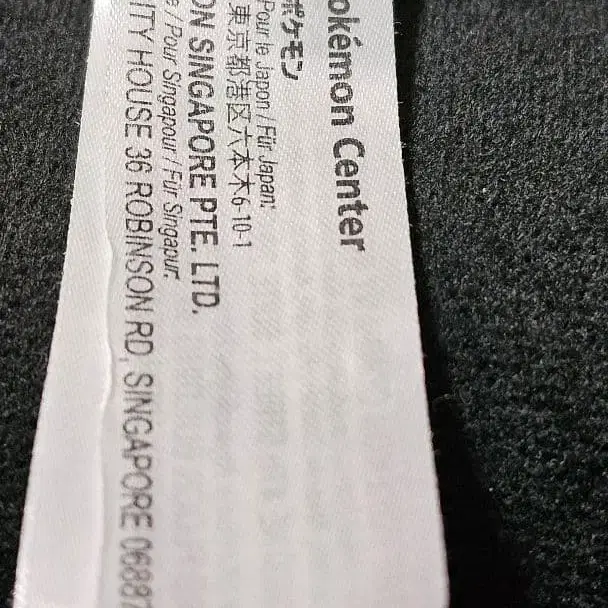 okémon Center
ポケモン
Pour le Japon / Für Japan:
東京都港区六本木6-10-1
ON SINGAPORE PTE. LTD.
e / Pour Singapour / Für Singapur:
ITY HOUSE 36 ROBINSON RD, SINGAPORE 06887